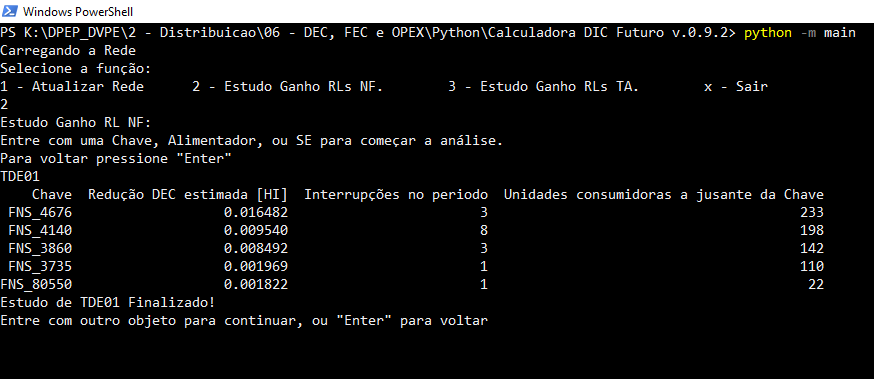 Windows PowerShell
PS K:\DPEP_DVPE\2 - Distribuicao\06 - DEC, FEC e OPEX\Python\Calculadora DIC Futuro v.0.9.2> python -m main
Carregando a Rede
Selecione a função:
1 - Atualizar Rede      2 - Estudo Ganho RLs NF.        3 - Estudo Ganho RLs TA.        x - Sair
2
Estudo Ganho RL NF:
Entre com uma Chave, Alimentador, ou SE para começar a análise.
Para voltar pressione "Enter"
TDE01
    Chave  Redução DEC estimada [HI]  Interrupções no periodo  Unidades consumidoras a jusante da Chave
 FNS_4676                   0.016482                        3                                       233
 FNS_4140                   0.009540                        8                                       198
 FNS_3860                   0.008492                        3                                       142
 FNS_3735                   0.001969                        1                                       110
FNS_80550                   0.001822                        1                                        22
Estudo de TDE01 Finalizado!
Entre com outro objeto para continuar, ou "Enter" para voltar